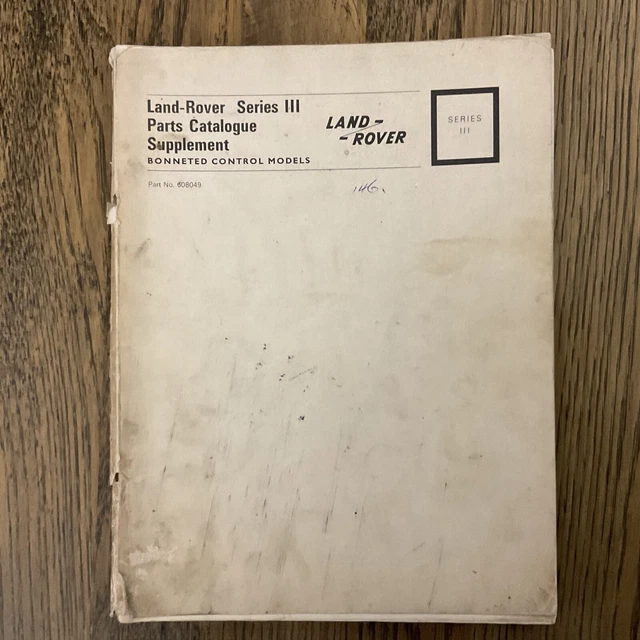 Land-Rover Series III
Parts Catalogue
Supplement
BONNETED CONTROL MODELS
LAND-
-ROVER
SERIES
III
Part No. 608049